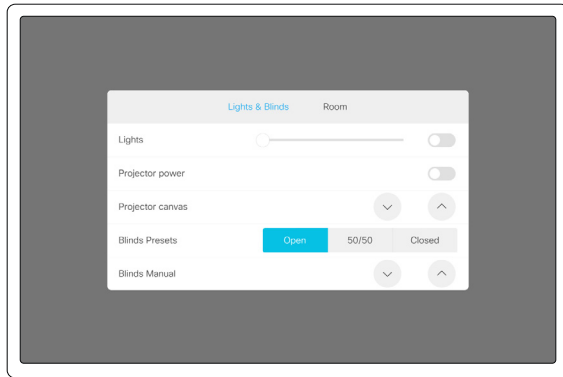 Lights & Blinds Room
Lights
Projector power
Projector canvas
Blinds Presets Open 50/50 Closed
Blinds Manual